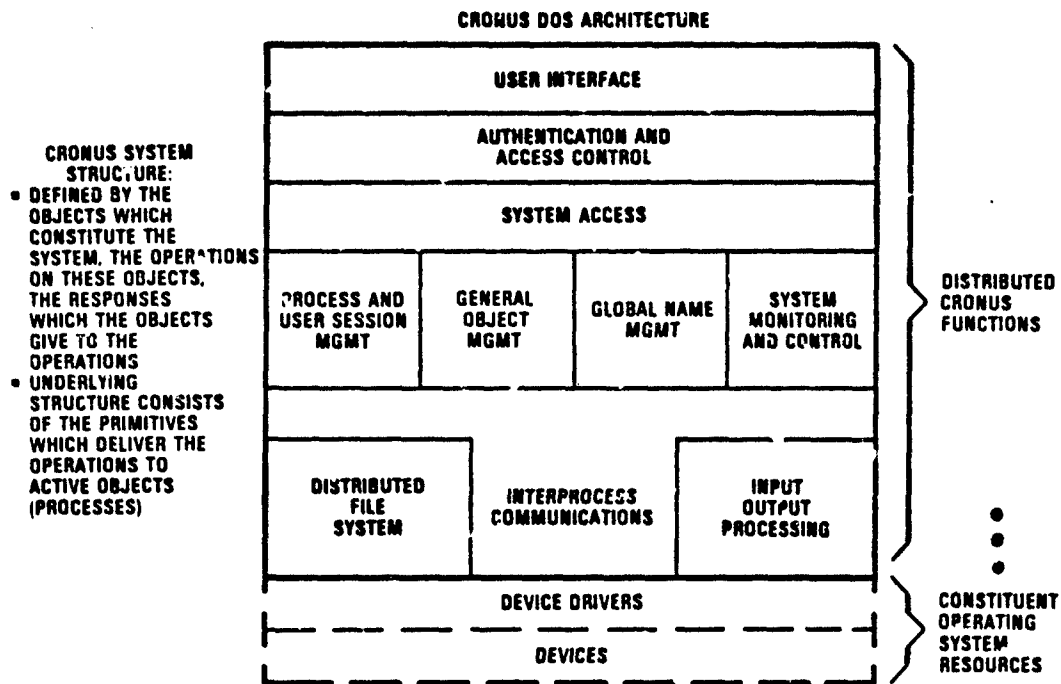 CRONUS DOS ARCHITECTURE
USER INTERFACE
AUTHENTICATION AND
ACCESS CONTROL
SYSTEM ACCESS
PROCESS AND
USER SESSION
MGMT
GENERAL
OBJECT
MGMT
GLOBAL NAME
MGMT
SYSTEM
MONITORING
AND CONTROL
DISTRIBUTED
FILE
SYSTEM
INTERPROCESS
COMMUNICATIONS
INPUT
OUTPUT
PROCESSING
DEVICE DRIVERS
DEVICES
CRONUS SYSTEM
STRUCTURE:
▪ DEFINED BY THE
OBJECTS WHICH
CONSTITUTE THE
SYSTEM, THE OPERATIONS
ON THESE OBJECTS,
THE RESPONSES
WHICH THE OBJECTS
GIVE TO THE
OPERATIONS
▪ UNDERLYING
STRUCTURE CONSISTS
OF THE PRIMITIVES
WHICH DELIVER THE
OPERATIONS TO
ACTIVE OBJECTS
(PROCESSES)
DISTRIBUTED
CRONUS
FUNCTIONS
CONSTITUENT
OPERATING
SYSTEM
RESOURCES